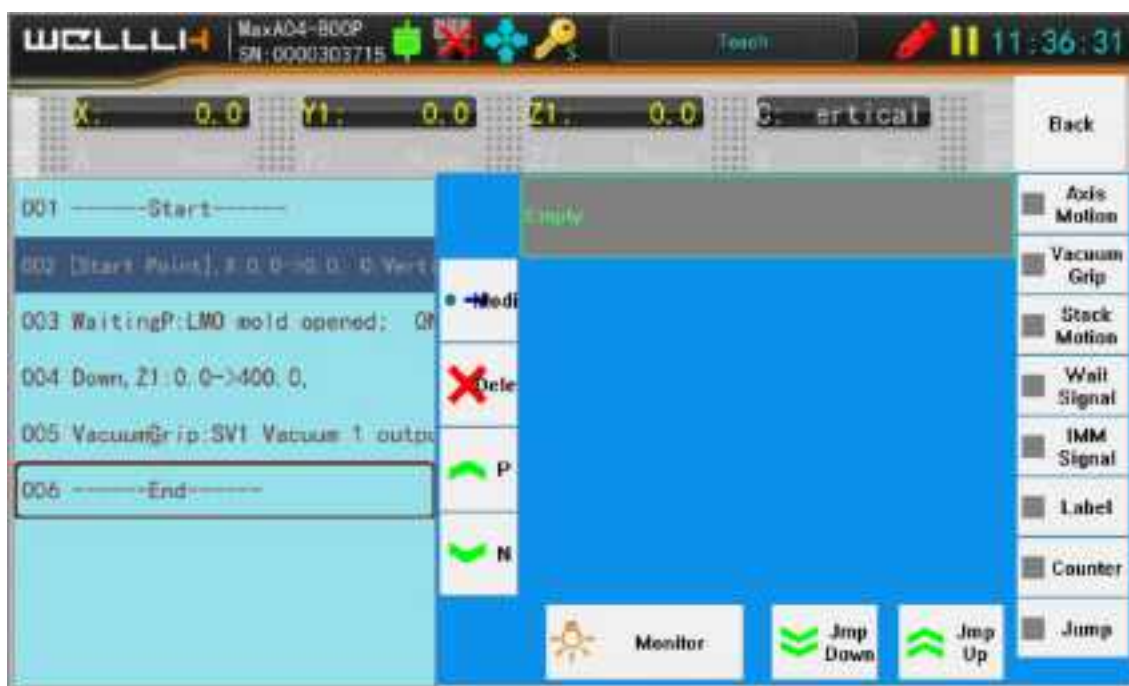 WELLLIH
MaxA04-800P
SN:0000303715
S
Teach
11:36:31
X: 0.0
Y1: 0.0
Z1: 0.0
C: ertical
Back
001 ------Start------
002 [Start Point], X 0.0->0.0, C Verti
003 WaitingP:LMO mold opened; ON
004 Down, Z1:0.0->400.0,
005 VacuumGrip:SV1 Vacuum 1 outpu
006 ------End------
Modi
Dele
P
N
Empty
Axis
Motion
Vacuum
Grip
Stack
Motion
Wait
Signal
IMM
Signal
Label
Counter
Jump
Monitor
Jmp
Down
Jmp
Up